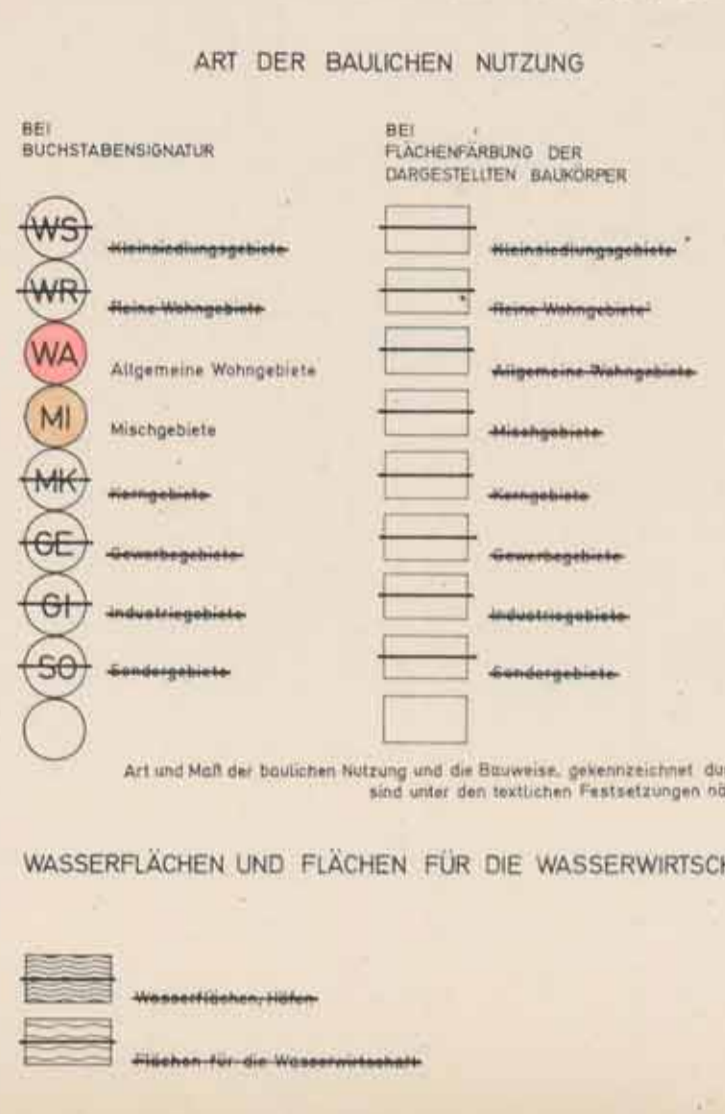 ART DER BAULICHEN NUTZUNG
BEI
BUCHSTABENSIGNATUR
BEI
FLÄCHENFÄRBUNG DER
DARGESTELLTEN BAUKÖRPER
WS Kleinsiedlungsgebiete Kleinsiedlungsgebiete
WR Reine Wohngebiete Reine Wohngebiete
WA Allgemeine Wohngebiete Allgemeine Wohngebiete
MI Mischgebiete Mischgebiete
MK Kerngebiete Kerngebiete
GE Gewerbegebiete Gewerbegebiete
GI Industriegebiete Industriegebiete
SO Sondergebiete Sondergebiete
Art und Maß der baulichen Nutzung und die Bauweise, gekennzeichnet du
sind unter den textlichen Festsetzungen nä
WASSERFLÄCHEN UND FLÄCHEN FÜR DIE WASSERWIRTSCH
Wasserflächen, Häfen
Flächen für die Wasserwirtschaft